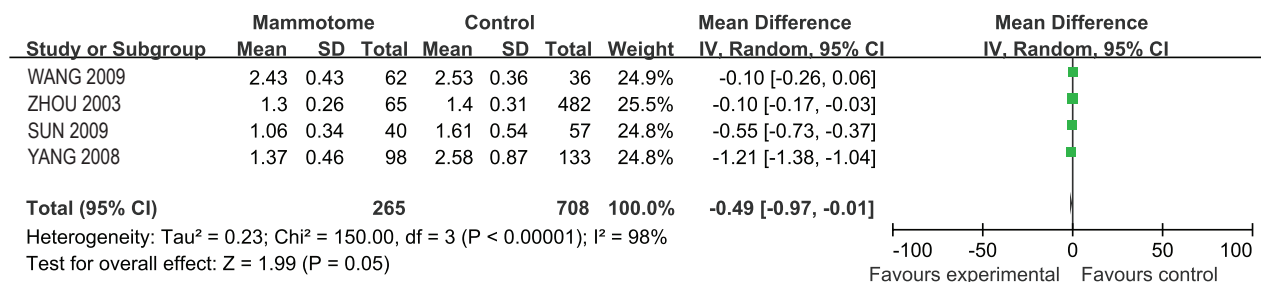 Mammotome Control Mean Difference Mean Difference
Study or Subgroup Mean SD Total Mean SD Total Weight IV, Random, 95% CI IV, Random, 95% CI
WANG 2009 2.43 0.43 62 2.53 0.36 36 24.9% -0.10 [-0.26, 0.06]
ZHOU 2003 1.3 0.26 65 1.4 0.31 482 25.5% -0.10 [-0.17, -0.03]
SUN 2009 1.06 0.34 40 1.61 0.54 57 24.8% -0.55 [-0.73, -0.37]
YANG 2008 1.37 0.46 98 2.58 0.87 133 24.8% -1.21 [-1.38, -1.04]
Total (95% CI) 265 708 100.0% -0.49 [-0.97, -0.01]
Heterogeneity: Tau² = 0.23; Chi² = 150.00, df = 3 (P < 0.00001); I² = 98%
Test for overall effect: Z = 1.99 (P = 0.05)
-100 -50 0 50 100
Favours experimental Favours control